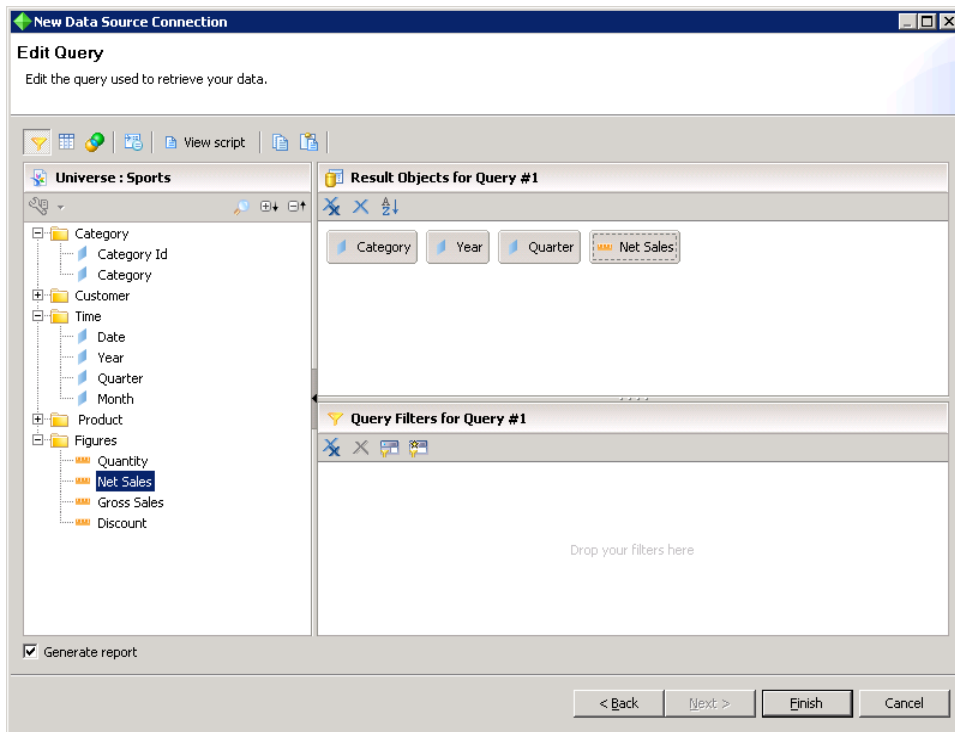 New Data Source Connection
Edit Query
Edit the query used to retrieve your data.
View script
Universe : Sports
Category
Category Id
Category
Customer
Time
Date
Year
Quarter
Month
Product
Figures
Quantity
Net Sales
Gross Sales
Discount
Result Objects for Query #1
Category Year Quarter Net Sales
Query Filters for Query #1
Drop your filters here
Generate report
< Back Next > Finish Cancel